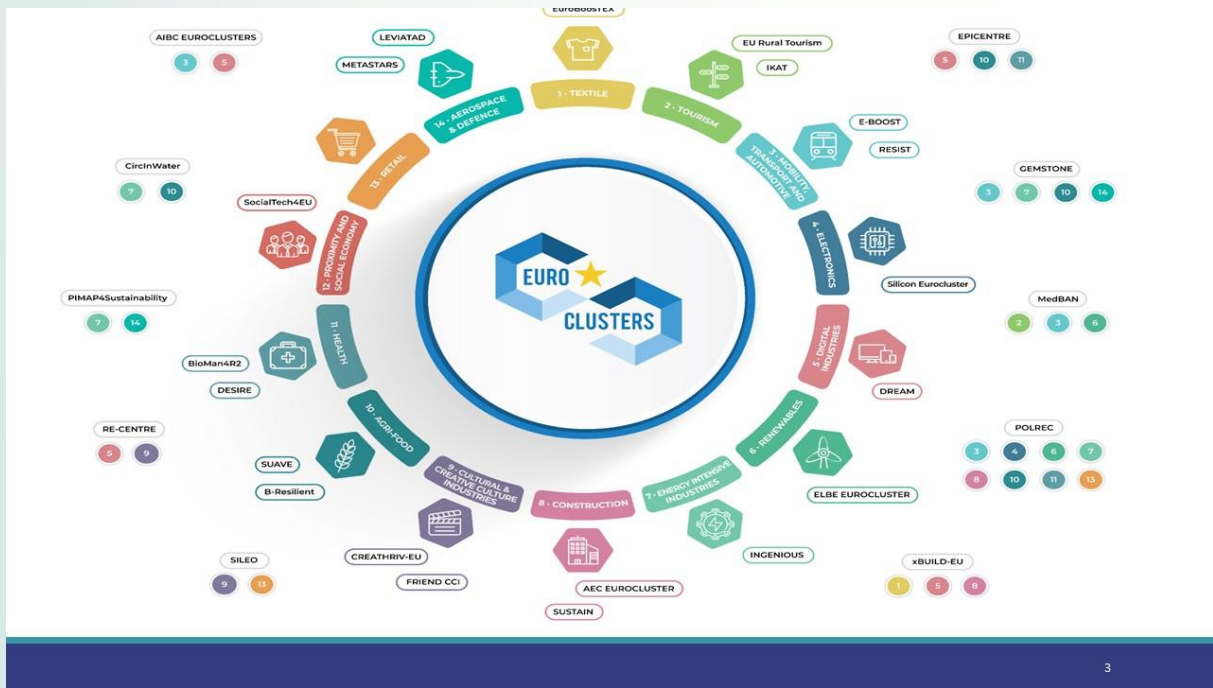 EuroBoosTEX
AIBC EUROCLUSTERS
3 5
LEVIATAD
METASTARS
EU Rural Tourism
IKAT
EPICENTRE
5 10 11
1 - TEXTILE
2 - TOURISM
14 - AEROSPACE
& DEFENCE
E-BOOST
RESIST
3 - MOBILITY,
TRANSPORT AND
AUTOMOTIVE
13 - RETAIL
CircInWater
7 10
GEMSTONE
3 7 10 14
SocialTech4EU
12 - PROXIMITY AND
SOCIAL ECONOMY
4 - ELECTRONICS
Silicon Eurocluster
EURO
CLUSTERS
PIMAP4Sustainability
7 14
MedBAN
2 3 6
11 - HEALTH
BioMan4R2
DESIRE
5 - DIGITAL
INDUSTRIES
DREAM
RE-CENTRE
5 9
10 - AGRI-FOOD
6 - RENEWABLES
POLREC
3 4 6 7
8 10 11 13
SUAVE
B-Resilient
9 - CULTURAL &
CREATIVE CULTURE
INDUSTRIES
8 - CONSTRUCTION
7 - ENERGY INTENSIVE
INDUSTRIES
ELBE EUROCLUSTER
CREATHRIV-EU
FRIEND CCI
INGENIOUS
SILEO
9 13
AEC EUROCLUSTER
SUSTAIN
xBUILD-EU
1 5 8
3